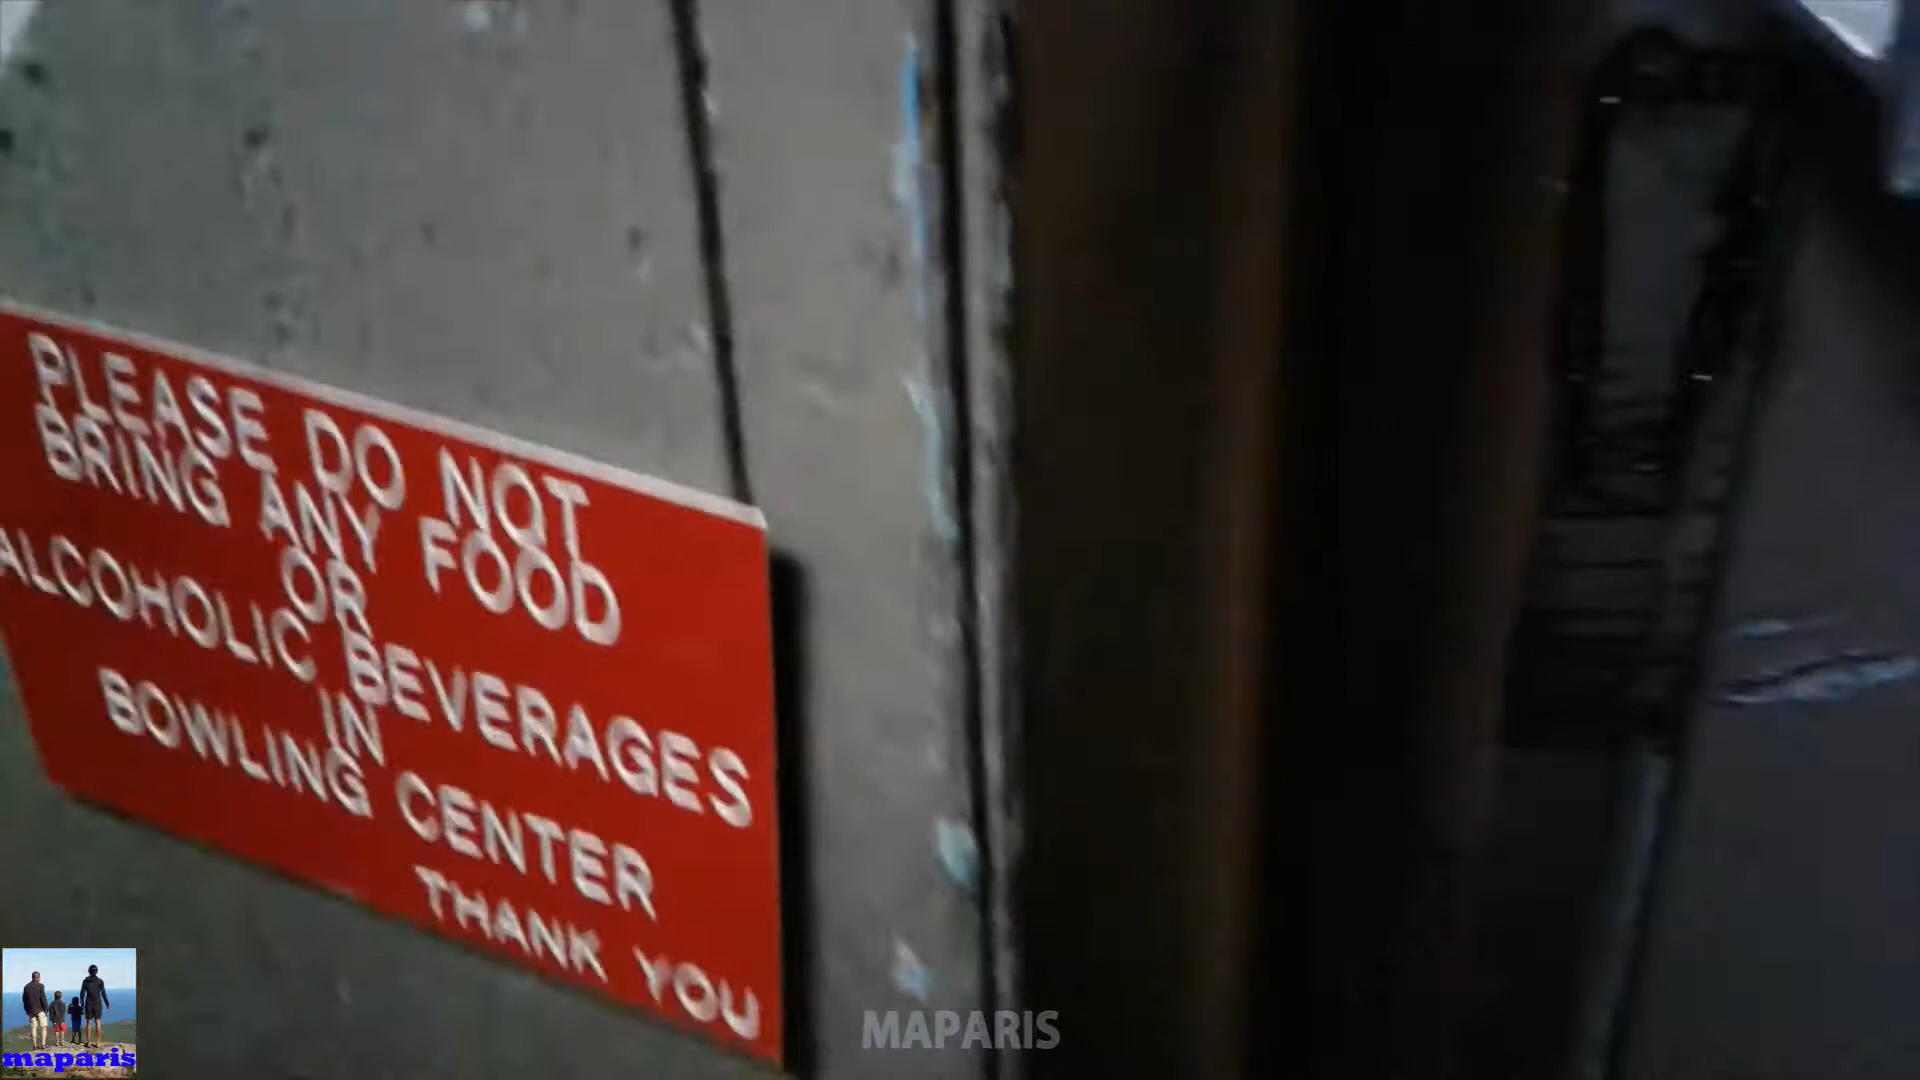 PLEASE DO NOT
BRING ANY FOOD
OR
ALCOHOLIC BEVERAGES
IN
BOWLING CENTER
THANK YOU
MAPARIS
maparis